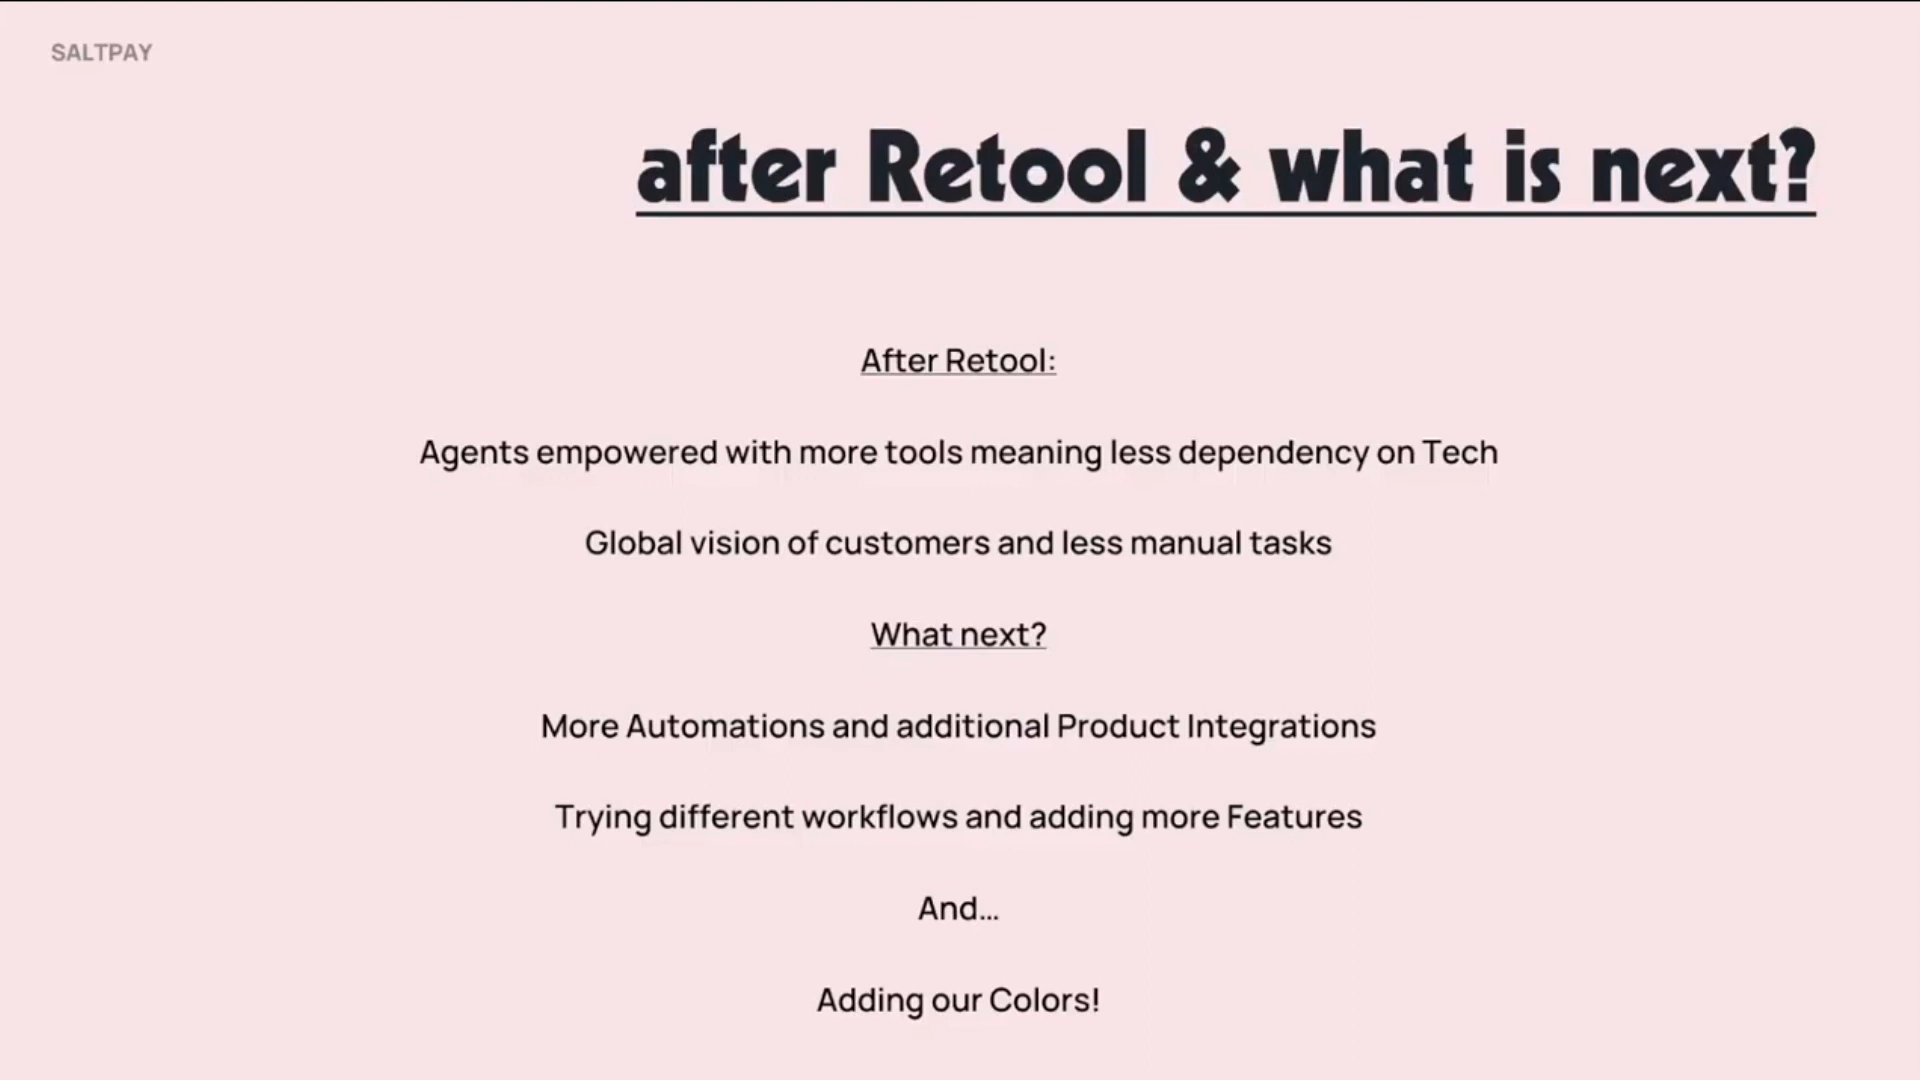 SALTPAY
after Retool & what is next?
After Retool:
Agents empowered with more tools meaning less dependency on Tech
Global vision of customers and less manual tasks
What next?
More Automations and additional Product Integrations
Trying different workflows and adding more Features
And...
Adding our Colors!